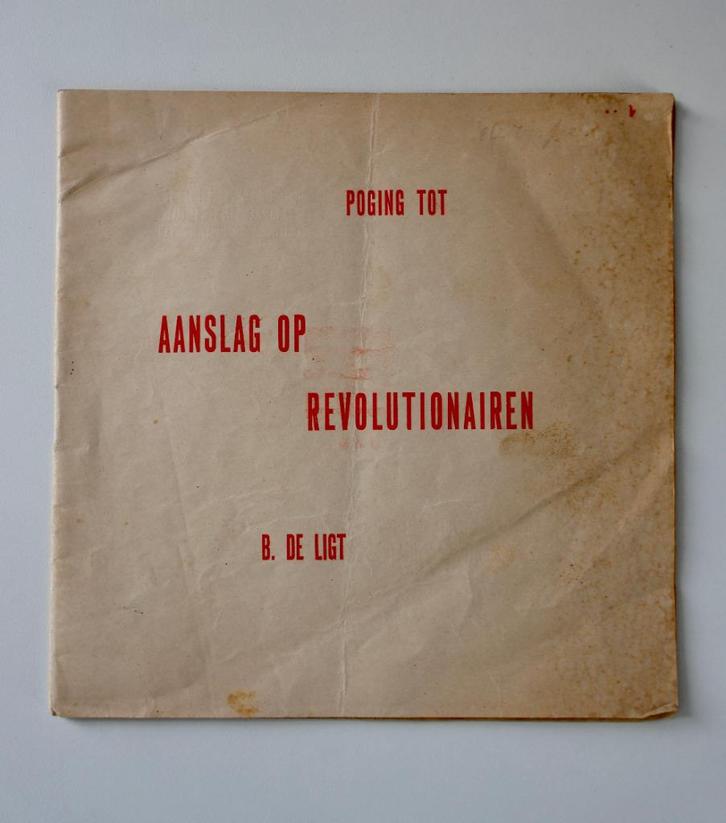 POGING TOT
AANSLAG OP
REVOLUTIONAIREN
B. DE LIGT